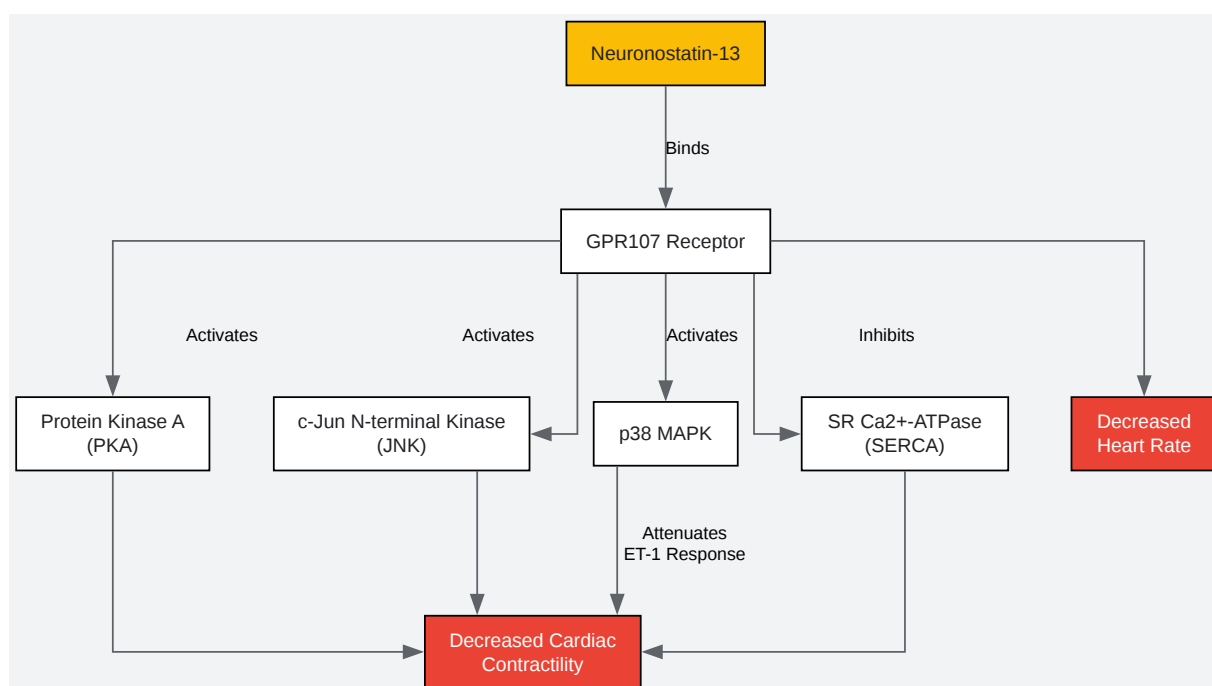 Neuronostatin-13
Binds
GPR107 Receptor
Activates
Activates
Activates
Inhibits
Protein Kinase A
(PKA)
c-Jun N-terminal Kinase
(JNK)
p38 MAPK
SR Ca2+-ATPase
(SERCA)
Decreased
Heart Rate
Attenuates
ET-1 Response
Decreased Cardiac
Contractility